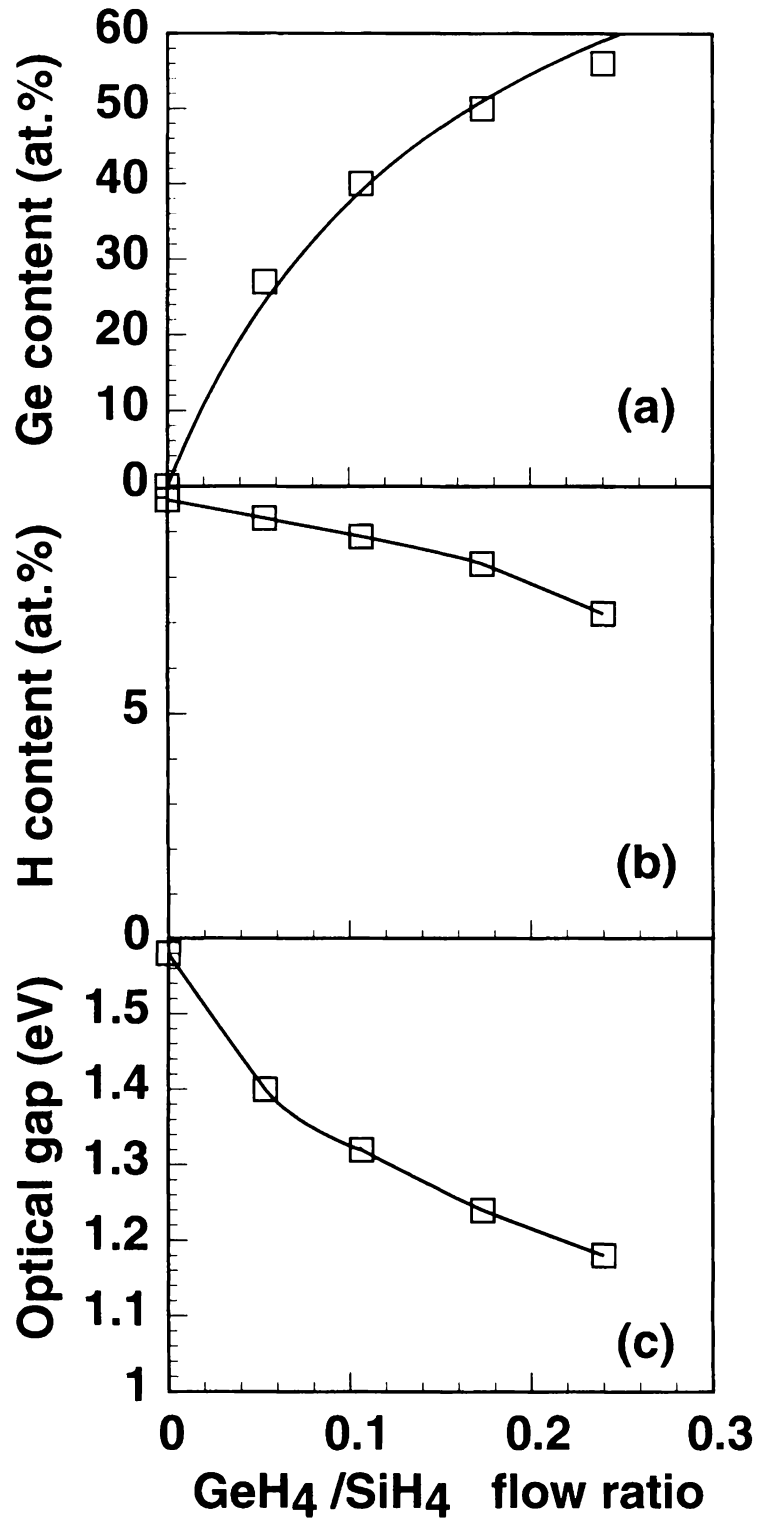 60
50
40
30
20
10
0
Ge content (at.%)
(a)
5
0
H content (at.%)
(b)
1.5
1.4
1.3
1.2
1.1
1
Optical gap (eV)
(c)
0 0.1 0.2 0.3
GeH4 /SiH4 flow ratio